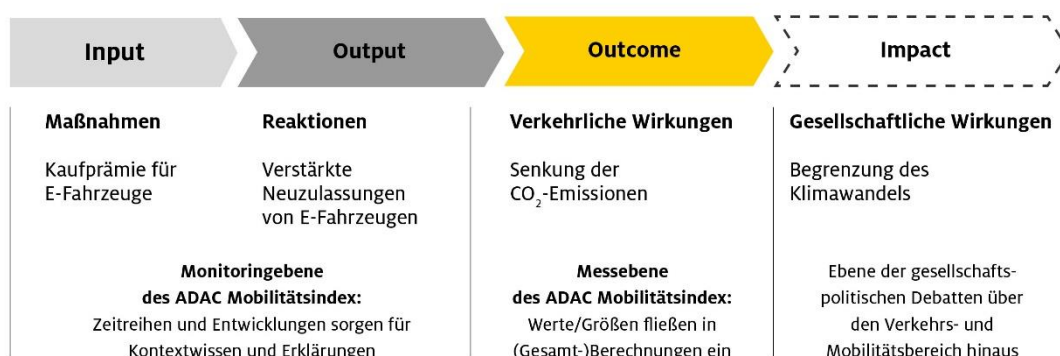 Input
Output
Outcome
Impact
Maßnahmen
Kaufprämie für
E-Fahrzeuge
Reaktionen
Verstärkte
Neuzulassungen
von E-Fahrzeugen
Verkehrliche Wirkungen
Senkung der
CO₂-Emissionen
Gesellschaftliche Wirkungen
Begrenzung des
Klimawandels
Monitoringebene
des ADAC Mobilitätsindex:
Zeitreihen und Entwicklungen sorgen für
Kontextwissen und Erklärungen
Messebene
des ADAC Mobilitätsindex:
Werte/Größen fließen in
(Gesamt-)Berechnungen ein
Ebene der gesellschafts-
politischen Debatten über
den Verkehrs- und
Mobilitätsbereich hinaus